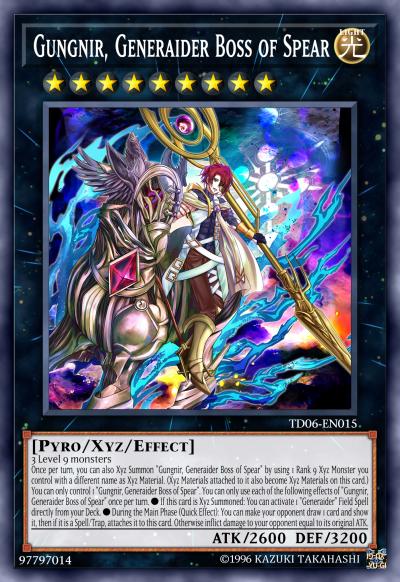 GUNGNIR, GENERAIDER BOSS OF SPEAR
LIGHT
光
TD06-EN015
[PYRO/XYZ/EFFECT]
3 Level 9 monsters
Once per turn, you can also Xyz Summon "Gungnir, Generaider Boss of Spear" by using 1 Rank 9 Xyz Monster you
control with a different name as Xyz Material. (Xyz Materials attached to it also become Xyz Materials on this card.)
You can only control 1 "Gungnir, Generaider Boss of Spear". You can only use each of the following effects of "Gungnir,
Generaider Boss of Spear" once per turn. ● If this card is Xyz Summoned: You can activate 1 "Generaider" Field Spell
directly from your Deck. ● During the Main Phase (Quick Effect): You can make your opponent draw 1 card and show
it, then if it is a Spell/Trap, attaches it to this card. Otherwise inflict damage to your opponent equal to its original ATK.
ATK/2600 DEF/3200
97797014
©1996 KAZUKI TAKAHASHI